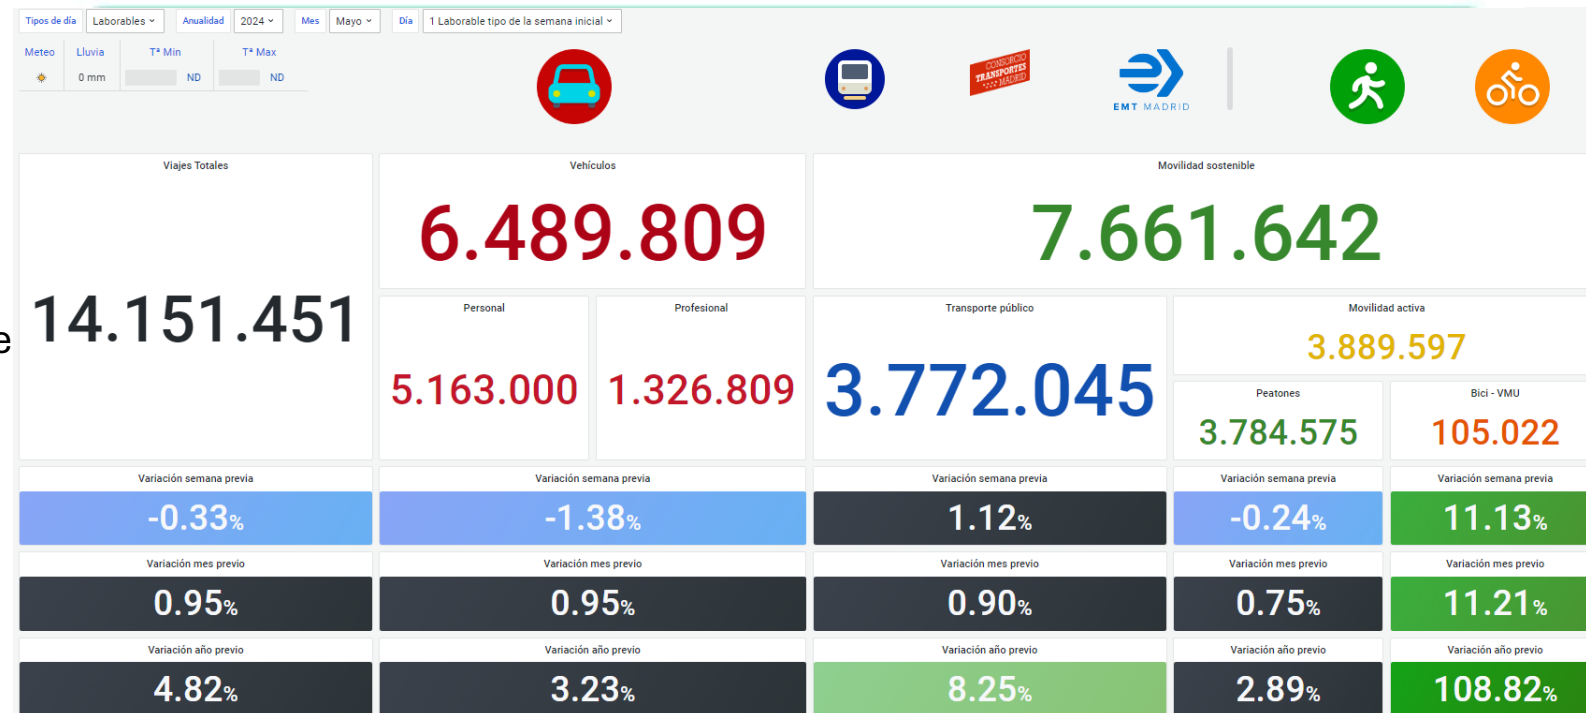 Tipos de día Laborables Anualidad 2024 Mes Mayo Día 1 Laborable tipo de la semana inicial
Meteo Lluvia Tª Min Tª Max
0 mm ND ND
CONSORCIO
TRANSPORTES
MADRID
EMT MADRID
Viajes Totales
14.151.451
Vehículos
6.489.809
Movilidad sostenible
7.661.642
Personal
5.163.000
Profesional
1.326.809
Transporte público
3.772.045
Movilidad activa
3.889.597
Peatones
3.784.575
Bici - VMU
105.022
e
Variación semana previa Variación semana previa Variación semana previa Variación semana previa Variación semana previa
-0.33% -1.38% 1.12% -0.24% 11.13%
Variación mes previo Variación mes previo Variación mes previo Variación mes previo Variación mes previo
0.95% 0.95% 0.90% 0.75% 11.21%
Variación año previo Variación año previo Variación año previo Variación año previo Variación año previo
4.82% 3.23% 8.25% 2.89% 108.82%